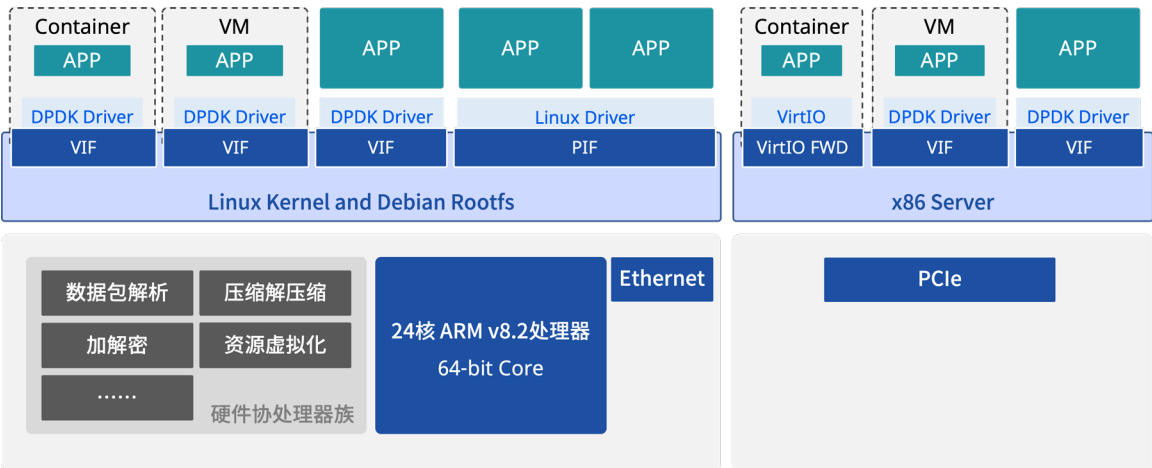 Container
APP
DPDK Driver
VIF
VM
APP
DPDK Driver
VIF
APP
DPDK Driver
VIF
APP
APP
Linux Driver
PIF
Linux Kernel and Debian Rootfs
Container
APP
VirtIO
VirtIO FWD
VM
APP
DPDK Driver
VIF
APP
DPDK Driver
VIF
x86 Server
数据包解析
压缩解压缩
加解密
资源虚拟化
……
硬件协处理器族
24核 ARM v8.2处理器
64-bit Core
Ethernet
PCIe